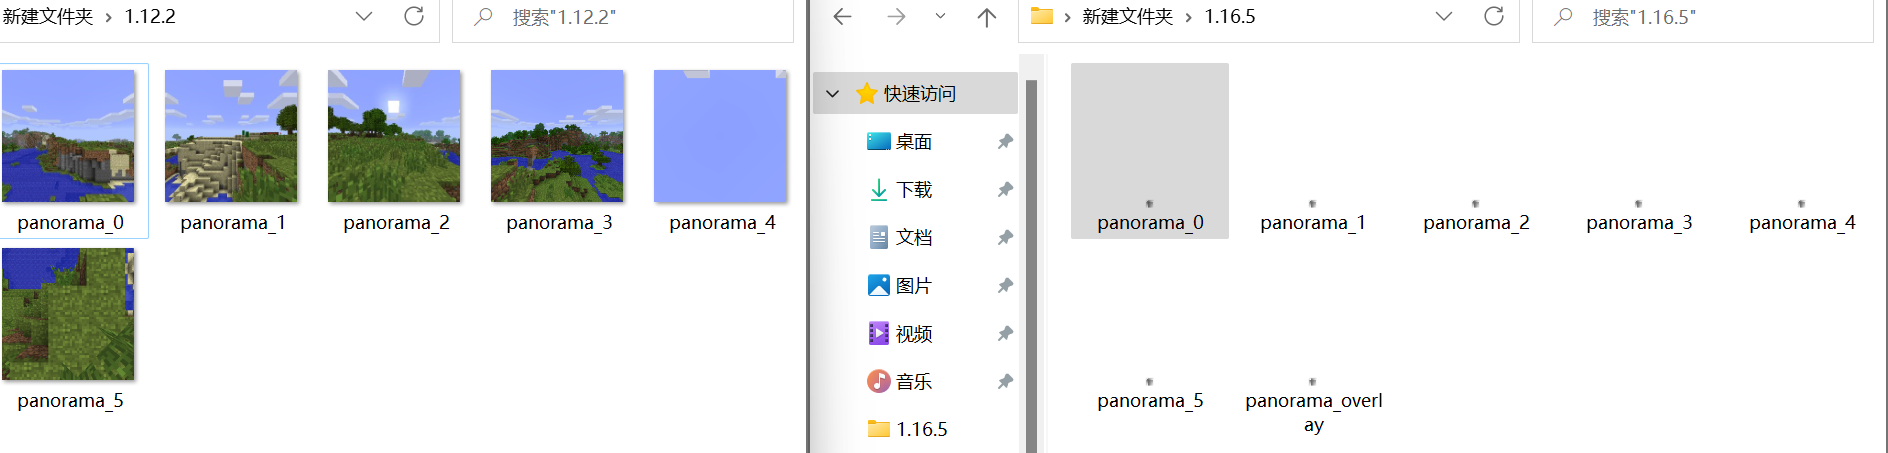 新建文件夹 › 1.12.2
搜索"1.12.2"
panorama_0
panorama_1
panorama_2
panorama_3
panorama_4
panorama_5
新建文件夹 › 1.16.5
搜索"1.16.5"
快速访问
桌面
下载
文档
图片
视频
音乐
1.16.5
panorama_0
panorama_1
panorama_2
panorama_3
panorama_4
panorama_5
panorama_overl
ay